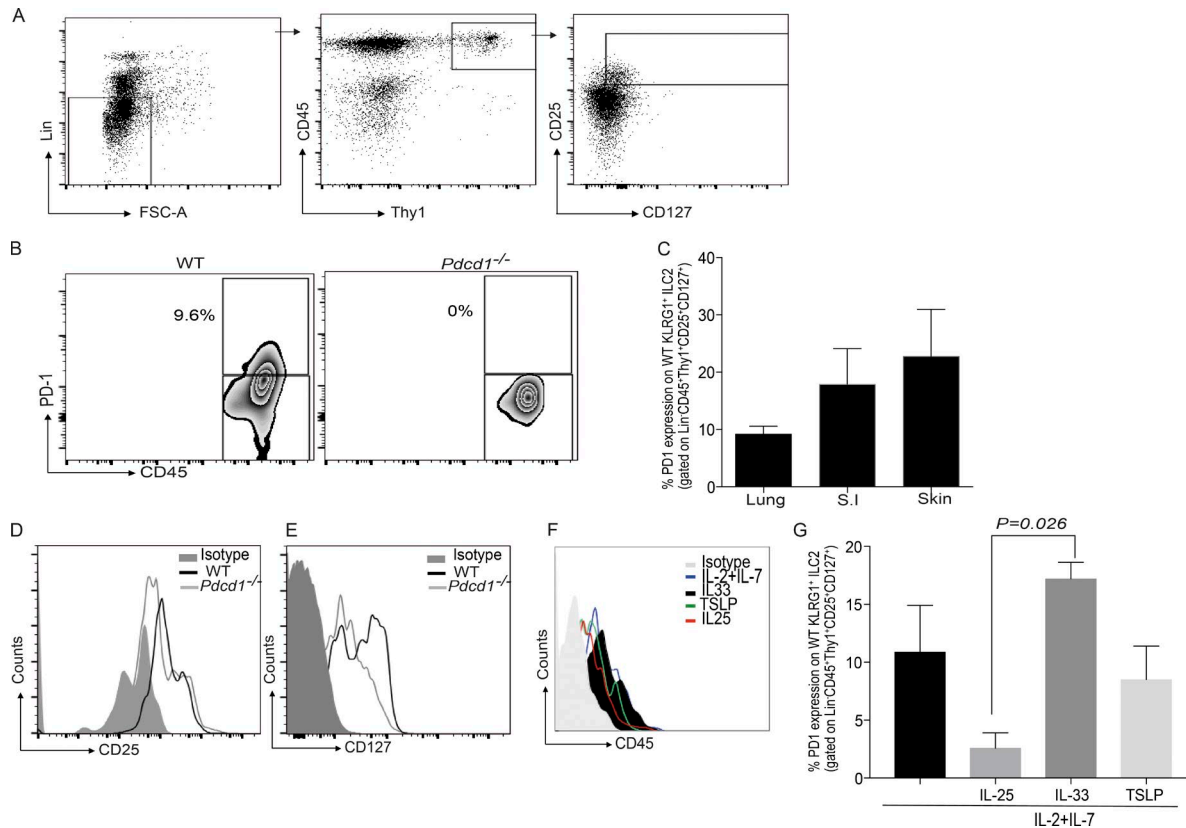 A
Lin
FSC-A
CD45
Thy1
CD25
CD127
B
WT
Pdcd1⁻/⁻
9.6%
0%
PD-1
CD45
C
% PD1 expression on WT KLRG1⁺ ILC2
(gated on Lin⁻CD45⁺Thy1⁺CD25⁺CD127⁺)
40
30
20
10
0
Lung
S.I
Skin
D
Isotype
WT
Pdcd1⁻/⁻
Counts
CD25
E
Isotype
WT
Pdcd1⁻/⁻
Counts
CD127
F
Isotype
IL-2+IL-7
IL33
TSLP
IL25
Counts
CD45
G
P=0.026
% PD1 expression on WT KLRG1⁺ ILC2
(gated on Lin⁻CD45⁺Thy1⁺CD25⁺CD127⁺)
20
15
10
5
0
IL-25
IL-33
TSLP
IL-2+IL-7